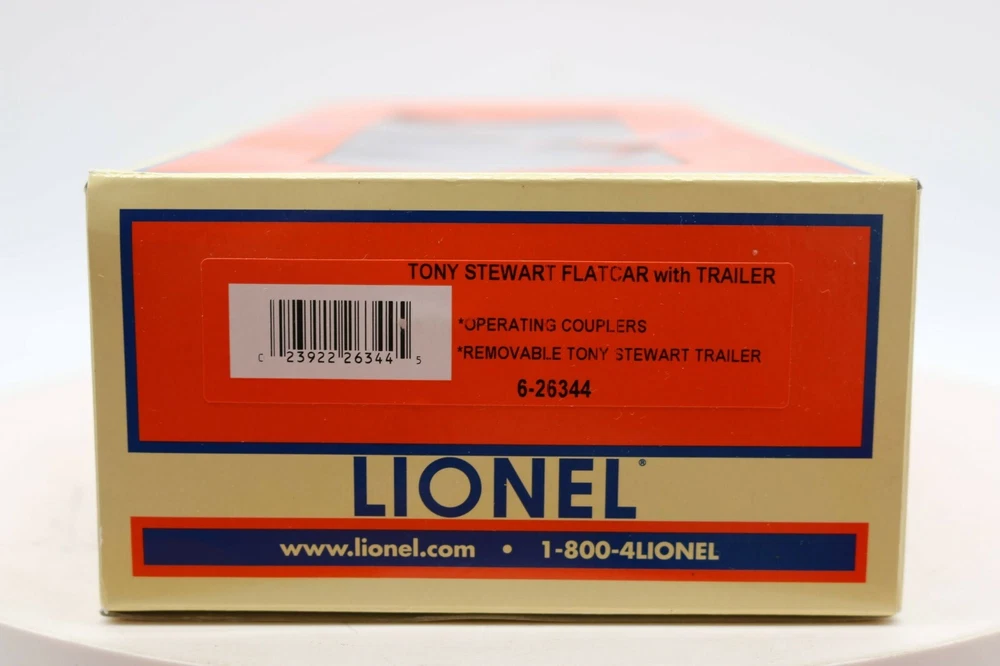 TONY STEWART FLATCAR with TRAILER
*OPERATING COUPLERS
*REMOVABLE TONY STEWART TRAILER
C 23922 26344 5
6-26344
LIONEL®
www.lionel.com • 1-800-4LIONEL